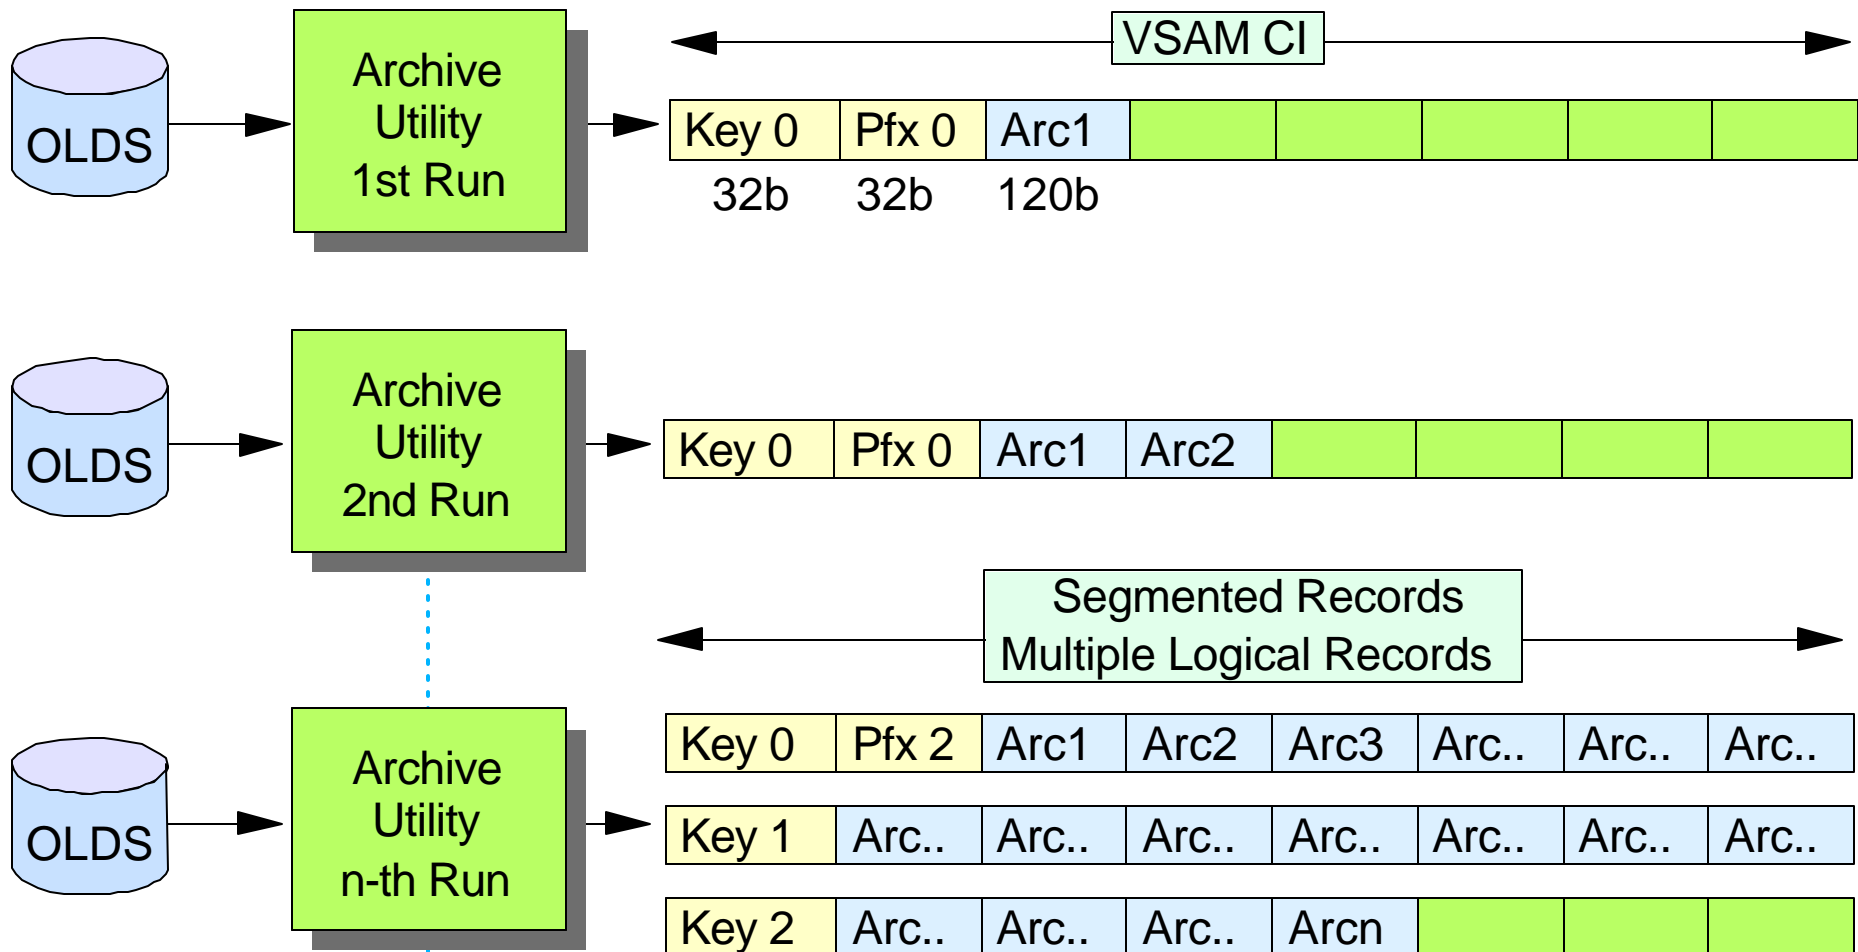 VSAM CI
OLDS
Archive
Utility
1st Run
Key 0 Pfx 0 Arc1
32b 32b 120b
OLDS
Archive
Utility
2nd Run
Key 0 Pfx 0 Arc1 Arc2
Segmented Records
Multiple Logical Records
OLDS
Archive
Utility
n-th Run
Key 0 Pfx 2 Arc1 Arc2 Arc3 Arc.. Arc.. Arc..
Key 1 Arc.. Arc.. Arc.. Arc.. Arc.. Arc.. Arc..
Key 2 Arc.. Arc.. Arc.. Arcn